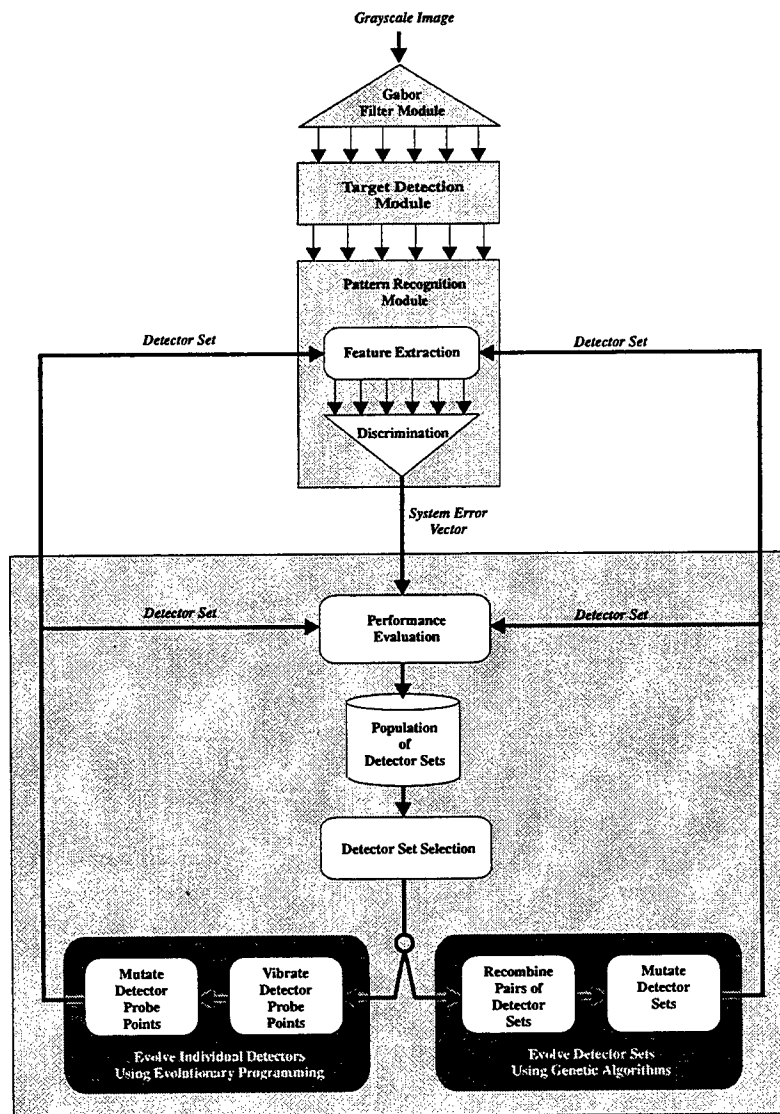 Grayscale Image
Gabor
Filter Module
Target Detection
Module
Pattern Recognition
Module
Detector Set
Feature Extraction
Detector Set
Discrimination
System Error
Vector
Detector Set
Performance
Evaluation
Detector Set
Population
of
Detector Sets
Detector Set Selection
Mutate
Detector
Probe
Points
Vibrate
Detector
Probe
Points
Recombine
Pairs of
Detector
Sets
Mutate
Detector
Sets
Evolve Individual Detectors
Using Evolutionary Programming
Evolve Detector Sets
Using Genetic Algorithms